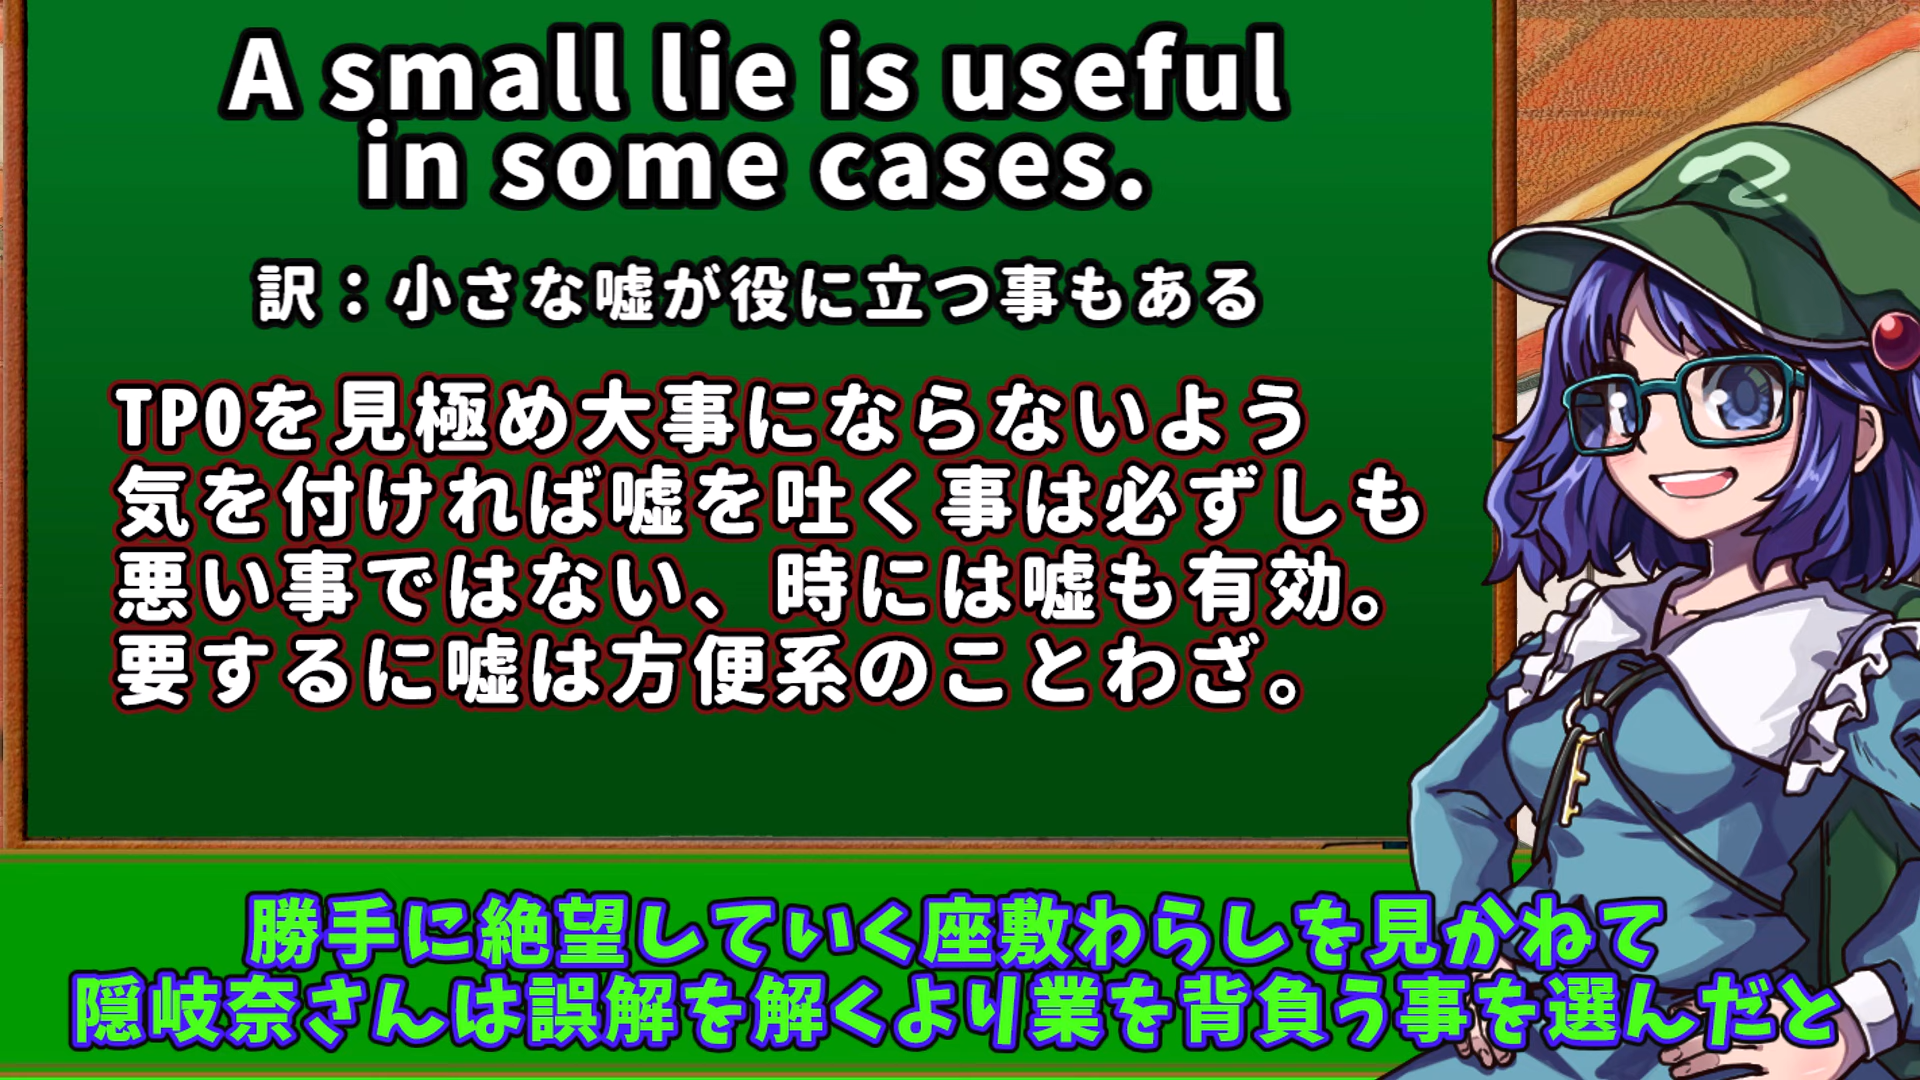 A small lie is useful
in some cases.
訳：小さな嘘が役に立つ事もある
TPOを見極め大事にならないよう
気を付ければ嘘を吐く事は必ずしも
悪い事ではない、時には嘘も有効。
要するに嘘は方便系のことわざ。
勝手に絶望していく座敷わらしを見かねて
隠岐奈さんは誤解を解くより業を背負う事を選んだと